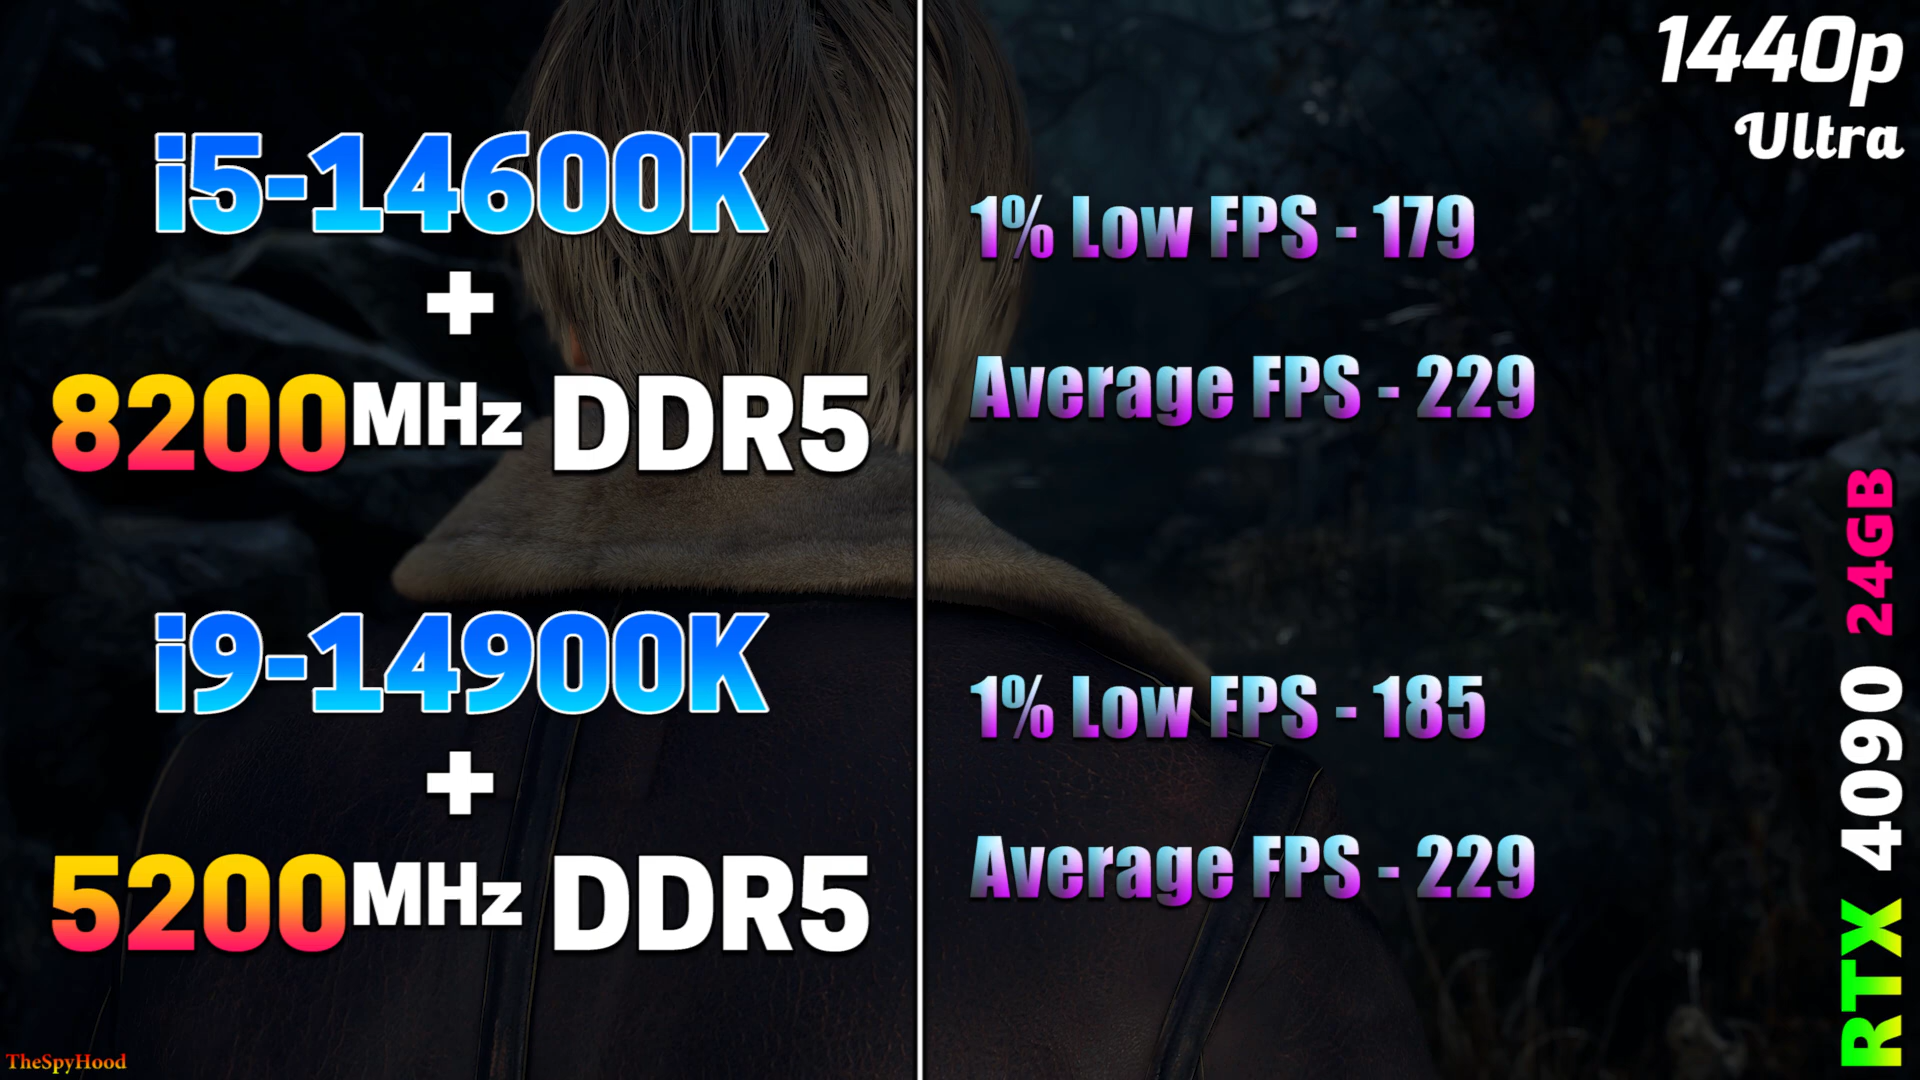 1440p
Ultra
i5-14600K
+
8200MHz DDR5
1% Low FPS - 179
Average FPS - 229
i9-14900K
+
5200MHz DDR5
1% Low FPS - 185
Average FPS - 229
RTX 4090 24GB
TheSpyHood